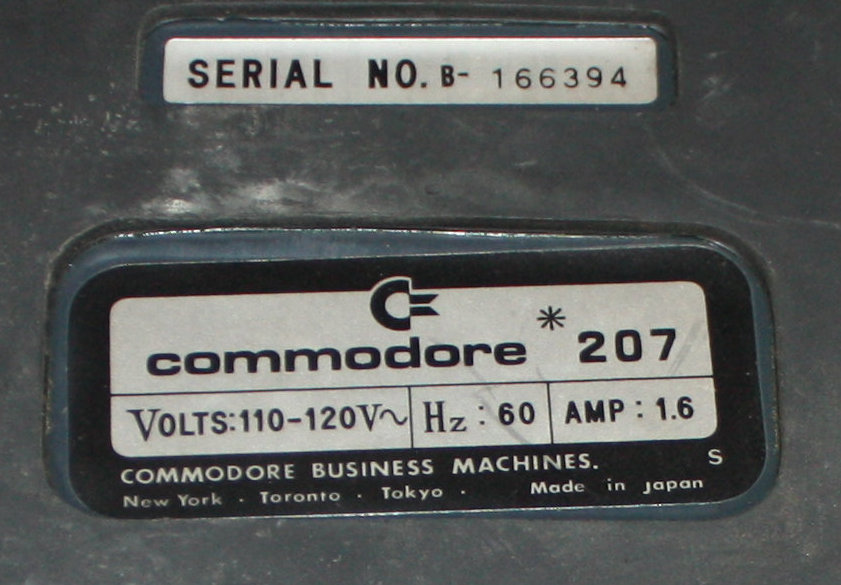 SERIAL NO. B- 166394
commodore * 207
VOLTS:110-120V~ Hz : 60 AMP : 1.6
COMMODORE BUSINESS MACHINES. S
New York · Toronto · Tokyo · Made in Japan